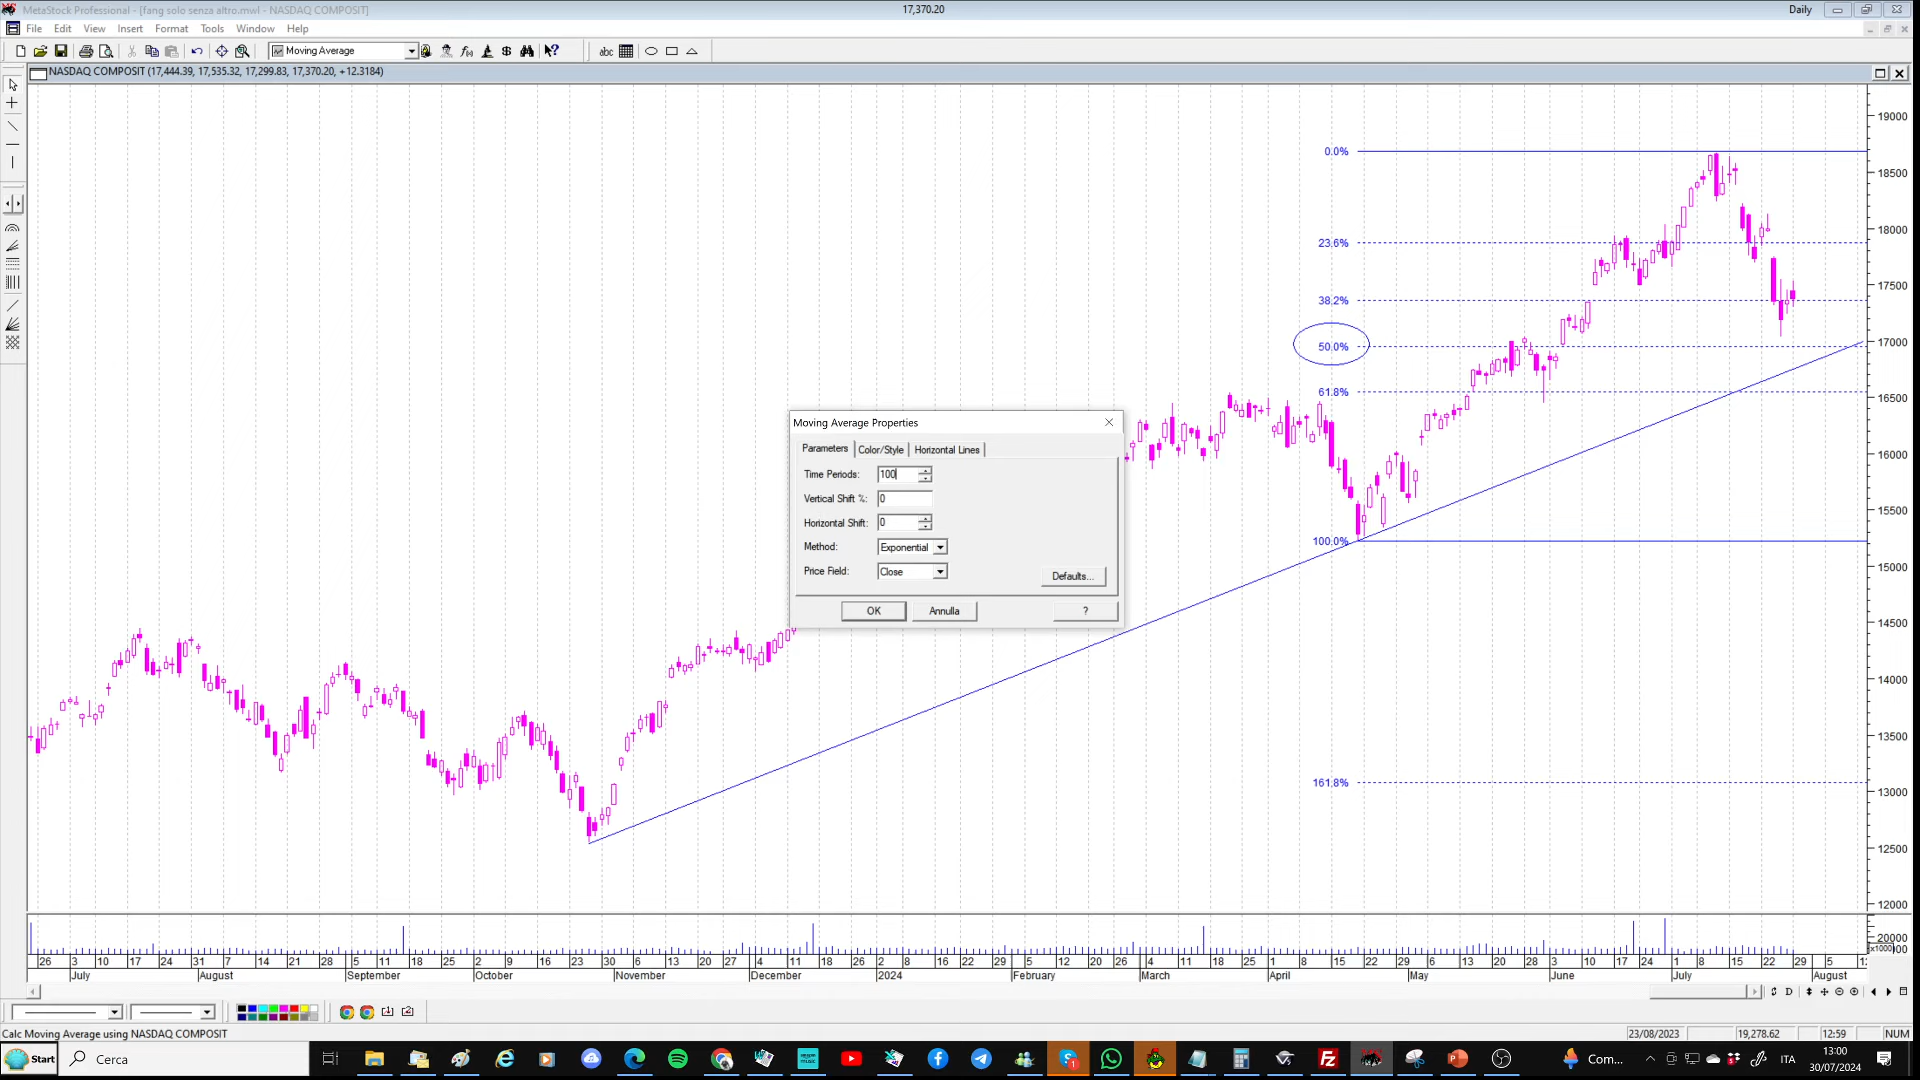 MetaStock Professional - [fang solo senza altro.mwl - NASDAQ COMPOSIT]
17,370.20
Daily
File Edit View Insert Format Tools Window Help
Moving Average
abc
NASDAQ COMPOSIT (17,444.39, 17,535.32, 17,299.83, 17,370.20, +12.3184)
19000
0.0%
18500
18000
23.6%
17500
38.2%
50.0%
17000
61.8%
16500
16000
15500
100.0%
15000
14500
14000
13500
161.8%
13000
12500
12000
Moving Average Properties
Parameters Color/Style Horizontal Lines
Time Periods: 100
Vertical Shift %: 0
Horizontal Shift: 0
Method: Exponential
Price Field: Close
Defaults...
OK Annulla ?
20000
x1000
26 3 10 17 24 31 7 14 21 28 5 11 18 25 2 9 16 23 30 6 13 20 27 4 11 18 26 2 8 16 22 29 5 12 20 26 4 11 18 25 1 8 15 22 29 6 13 20 28 3 10 17 24 1 8 15 22 29 5
July August September October November December 2024 February March April May June July August
D
Calc Moving Average using NASDAQ COMPOSIT
23/08/2023 19,278.62 12:59 NUM
Start
Cerca
Com...
ITA
13:00
30/07/2024